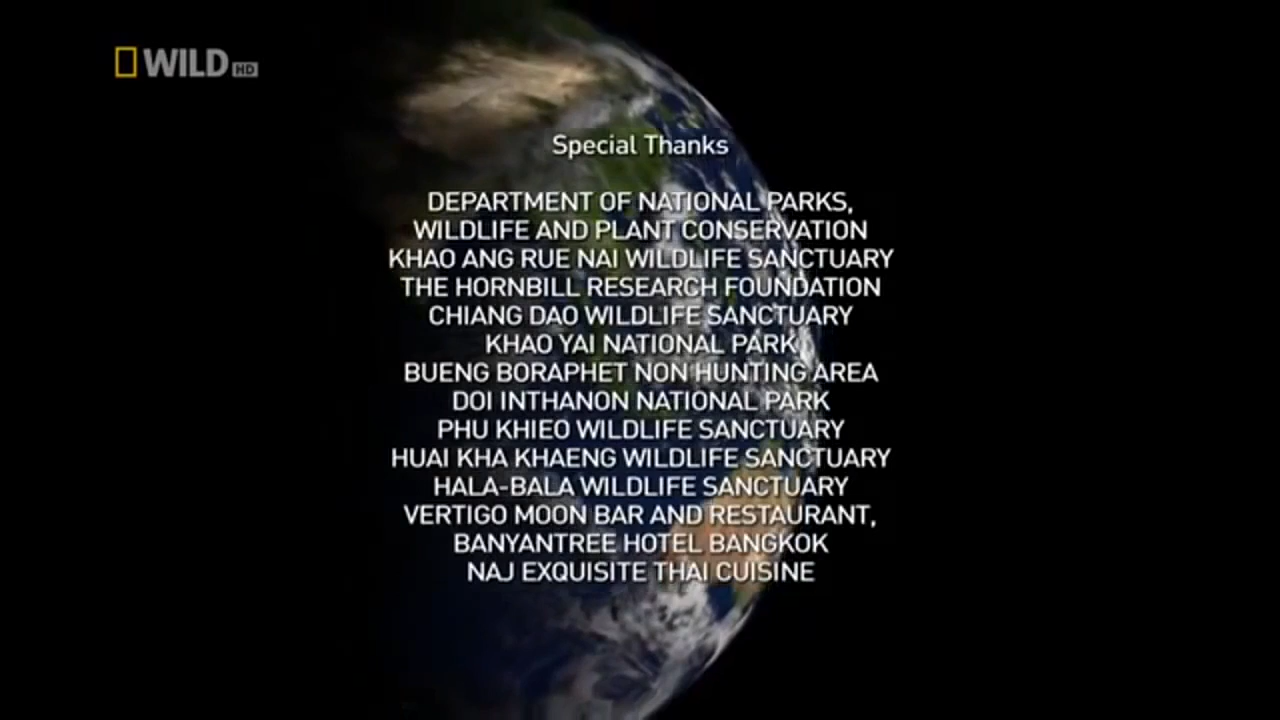 WILD HD
Special Thanks
DEPARTMENT OF NATIONAL PARKS,
WILDLIFE AND PLANT CONSERVATION
KHAO ANG RUE NAI WILDLIFE SANCTUARY
THE HORNBILL RESEARCH FOUNDATION
CHIANG DAO WILDLIFE SANCTUARY
KHAO YAI NATIONAL PARK
BUENG BORAPHET NON HUNTING AREA
DOI INTHANON NATIONAL PARK
PHU KHIEO WILDLIFE SANCTUARY
HUAI KHA KHAENG WILDLIFE SANCTUARY
HALA-BALA WILDLIFE SANCTUARY
VERTIGO MOON BAR AND RESTAURANT,
BANYANTREE HOTEL BANGKOK
NAJ EXQUISITE THAI CUISINE